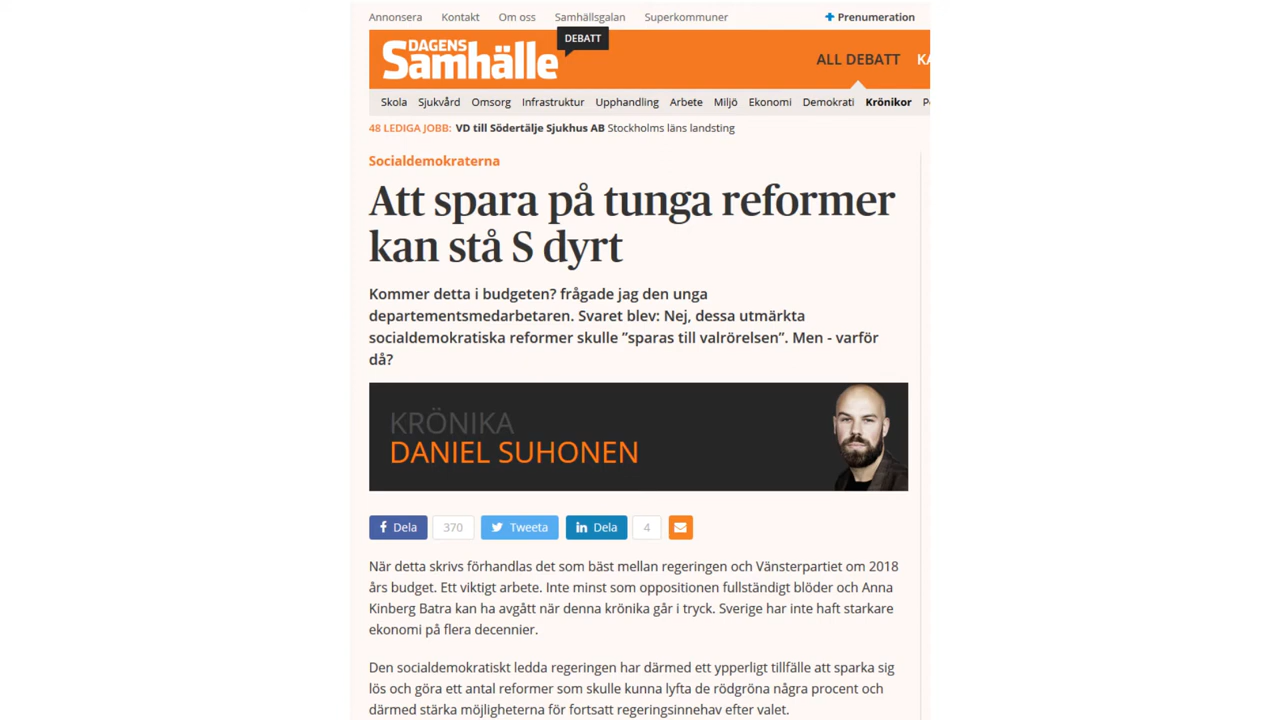 Annonsera Kontakt Om oss Samhällsgalan Superkommuner + Prenumeration
DEBATT
DAGENS
Samhälle
ALL DEBATT
Skola Sjukvård Omsorg Infrastruktur Upphandling Arbete Miljö Ekonomi Demokrati Krönikor
48 LEDIGA JOBB: VD till Södertälje Sjukhus AB Stockholms läns landsting
Socialdemokraterna
Att spara på tunga reformer
kan stå S dyrt
Kommer detta i budgeten? frågade jag den unga
departementsmedarbetaren. Svaret blev: Nej, dessa utmärkta
socialdemokratiska reformer skulle ”sparas till valrörelsen”. Men - varför
då?
KRÖNIKA
DANIEL SUHONEN
Dela 370 Tweeta Dela 4
När detta skrivs förhandlas det som bäst mellan regeringen och Vänsterpartiet om 2018
års budget. Ett viktigt arbete. Inte minst som oppositionen fullständigt blöder och Anna
Kinberg Batra kan ha avgått när denna krönika går i tryck. Sverige har inte haft starkare
ekonomi på flera decennier.
Den socialdemokratiskt ledda regeringen har därmed ett ypperligt tillfälle att sparka sig
lös och göra ett antal reformer som skulle kunna lyfta de rödgröna några procent och
därmed stärka möjligheterna för fortsatt regeringsinnehav efter valet.